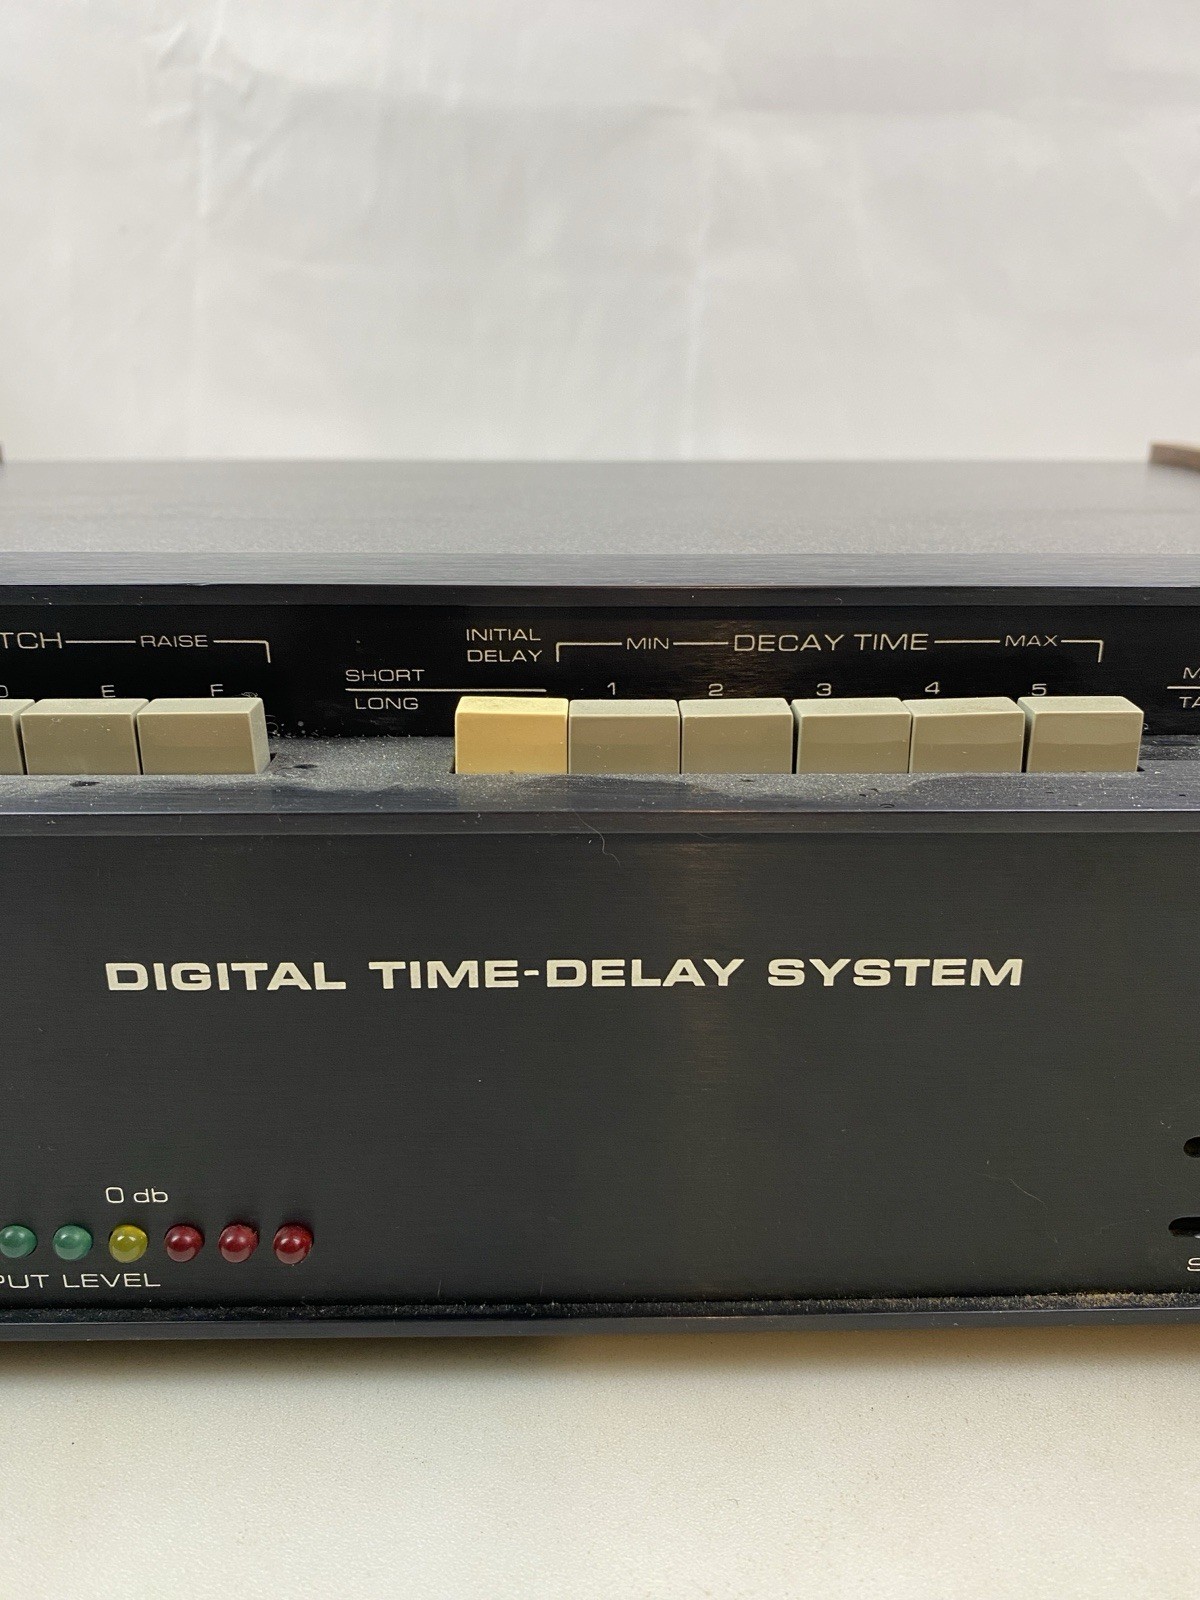 TCH RAISE
E F
INITIAL
DELAY
SHORT
LONG
MIN DECAY TIME MAX
1 2 3 4 5
DIGITAL TIME-DELAY SYSTEM
0 db
PUT LEVEL